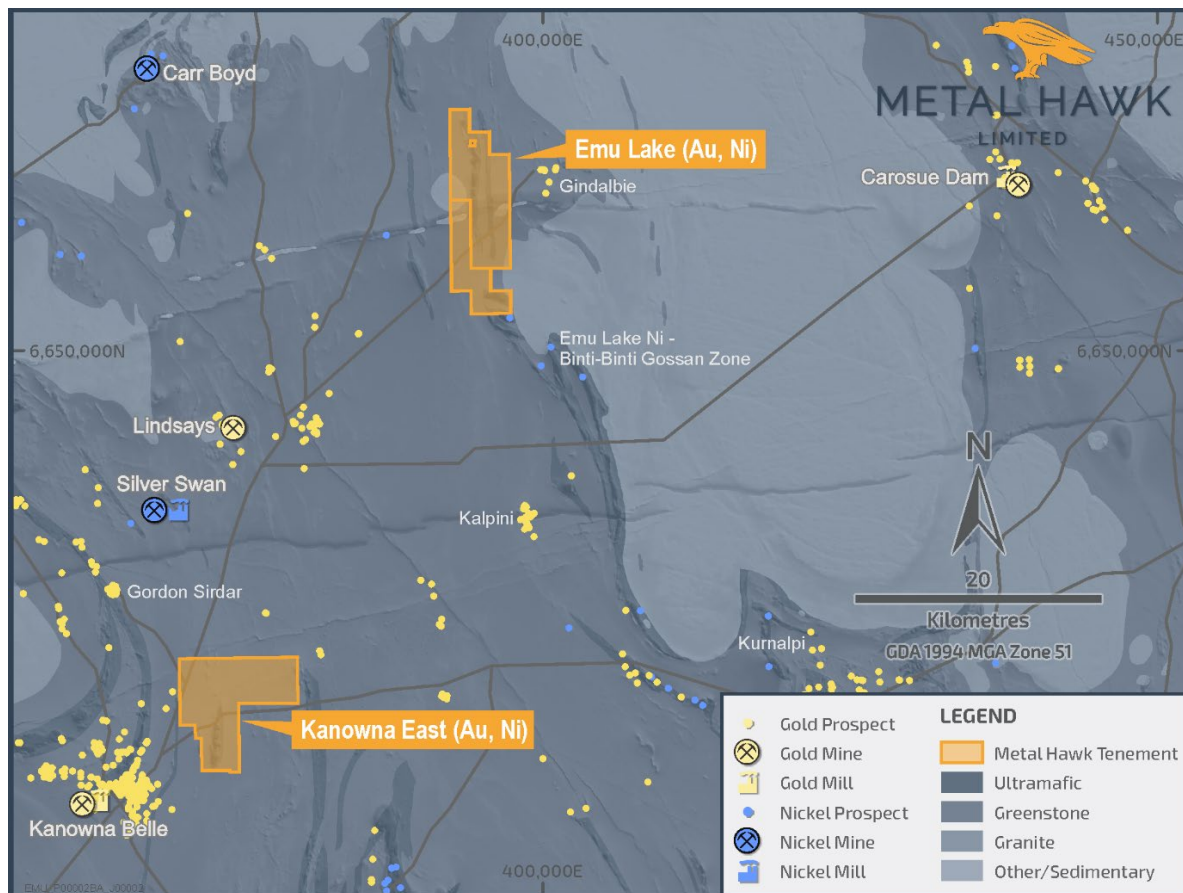 400,000E
450,000E
Carr Boyd
METAL HAWK
LIMITED
Emu Lake (Au, Ni)
Gindalbie
Carosue Dam
Emu Lake Ni -
Binti-Binti Gossan Zone
6,650,000N
6,650,000N
Lindsays
Silver Swan
N
Kalpini
Gordon Sirdar
20
Kilometres
GDA 1994 MGA Zone 51
Kurnalpi
Kanowna East (Au, Ni)
Kanowna Belle
400,000E
Gold Prospect
Gold Mine
Gold Mill
Nickel Prospect
Nickel Mine
Nickel Mill
LEGEND
Metal Hawk Tenement
Ultramafic
Greenstone
Granite
Other/Sedimentary